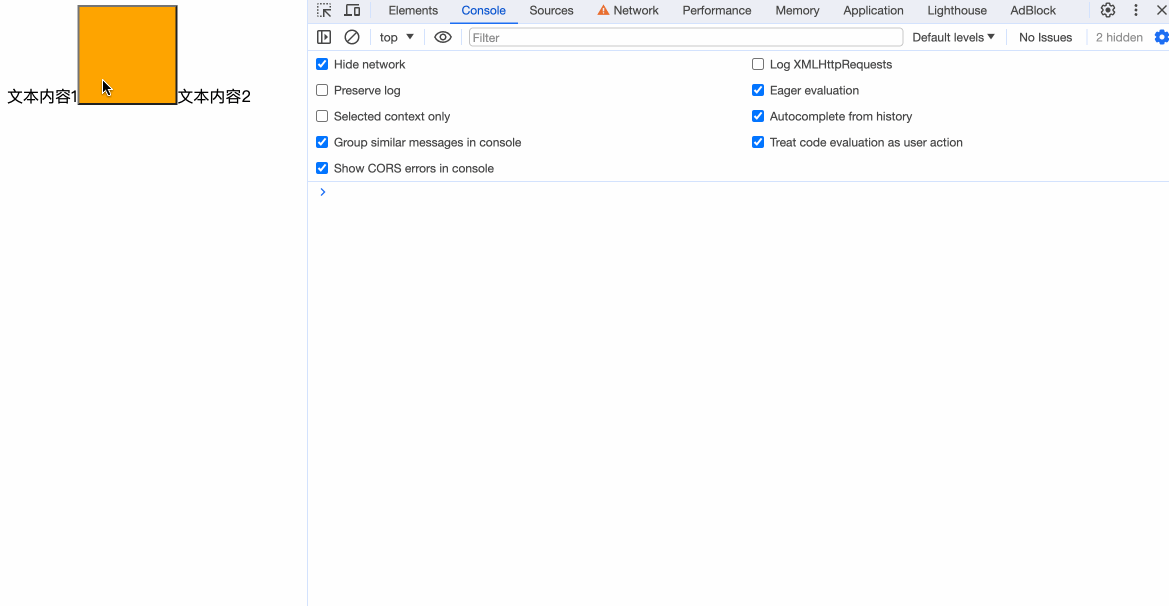 Elements Console Sources Network Performance Memory Application Lighthouse AdBlock
top Filter Default levels No Issues 2 hidden
Hide network Log XMLHttpRequests
Preserve log Eager evaluation
Selected context only Autocomplete from history
Group similar messages in console Treat code evaluation as user action
Show CORS errors in console
文本内容1 文本内容2